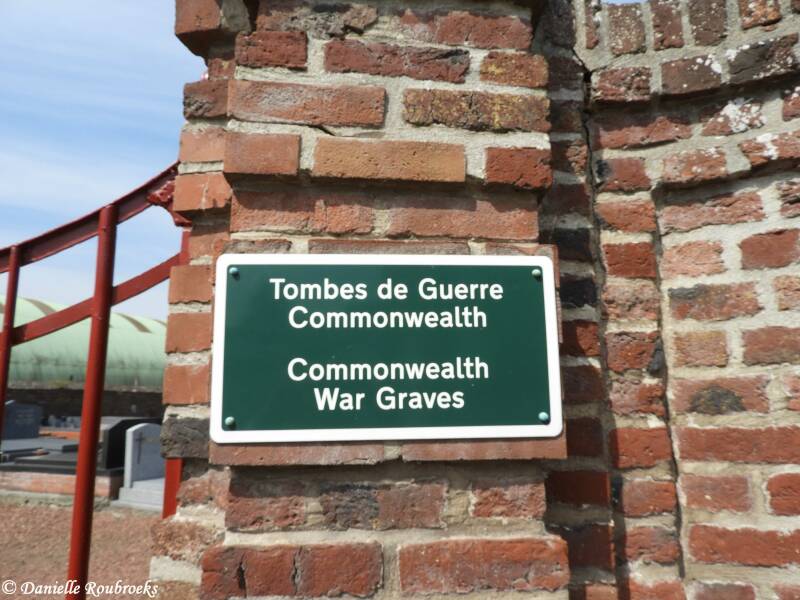 Tombes de Guerre
Commonwealth
Commonwealth
War Graves
© Danielle Roubroeks